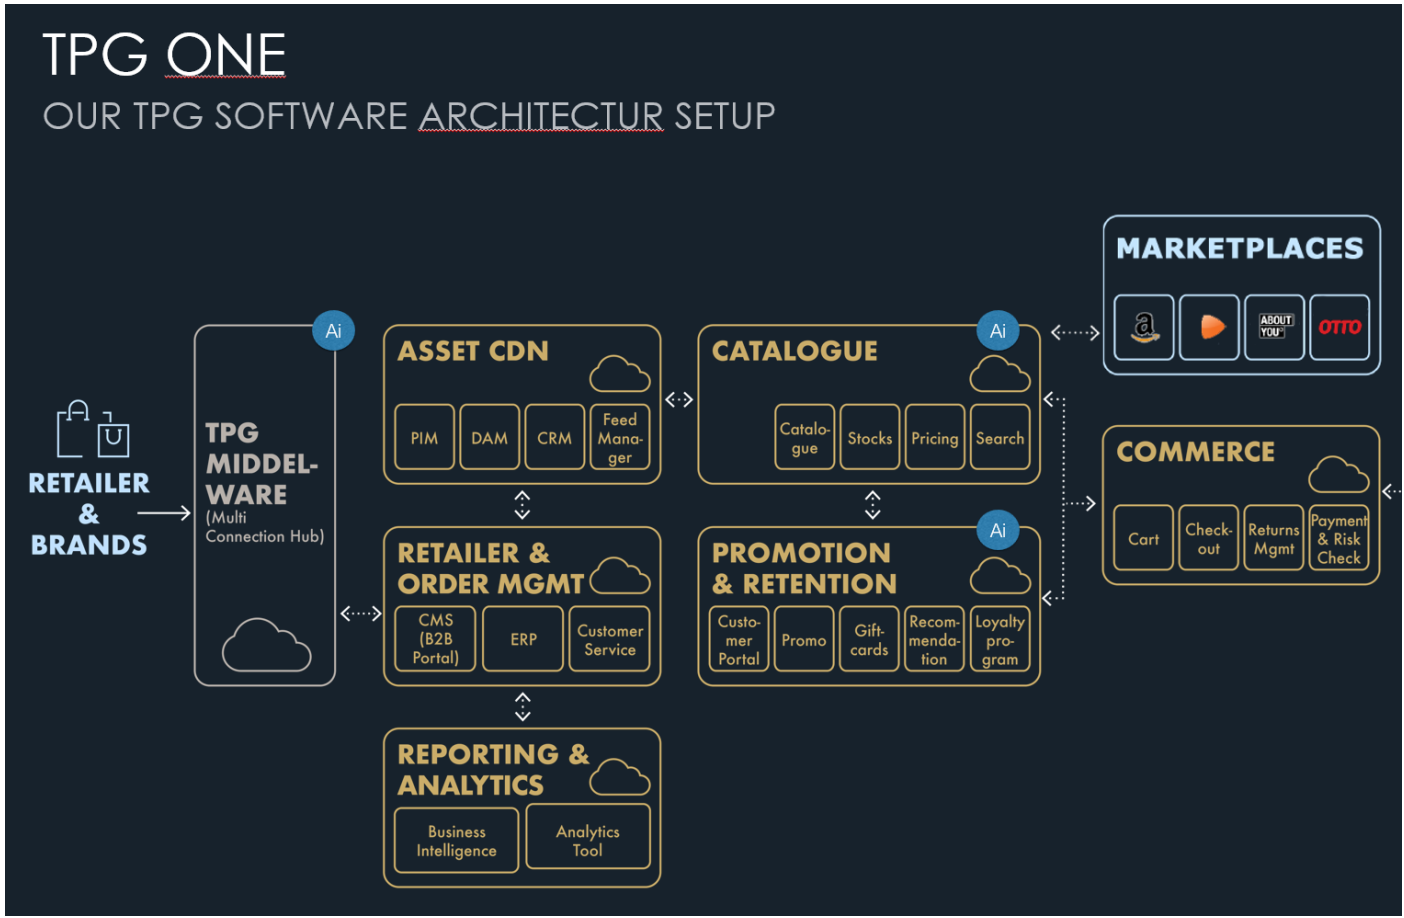 TPG ONE
OUR TPG SOFTWARE ARCHITECTUR SETUP
RETAILER
&
BRANDS
TPG
MIDDEL-
WARE
(Multi
Connection Hub)
Ai
ASSET CDN
PIM
DAM
CRM
Feed
Mana-
ger
RETAILER &
ORDER MGMT
CMS
(B2B
Portal)
ERP
Customer
Service
REPORTING &
ANALYTICS
Business
Intelligence
Analytics
Tool
Ai
CATALOGUE
Catalo-
gue
Stocks
Pricing
Search
Ai
PROMOTION
& RETENTION
Custo-
mer
Portal
Promo
Gift-
cards
Recom-
menda-
tion
Loyalty
pro-
gram
MARKETPLACES
a
ABOUT
YOU
OTTO
COMMERCE
Cart
Check-
out
Returns
Mgmt
Payment
& Risk
Check